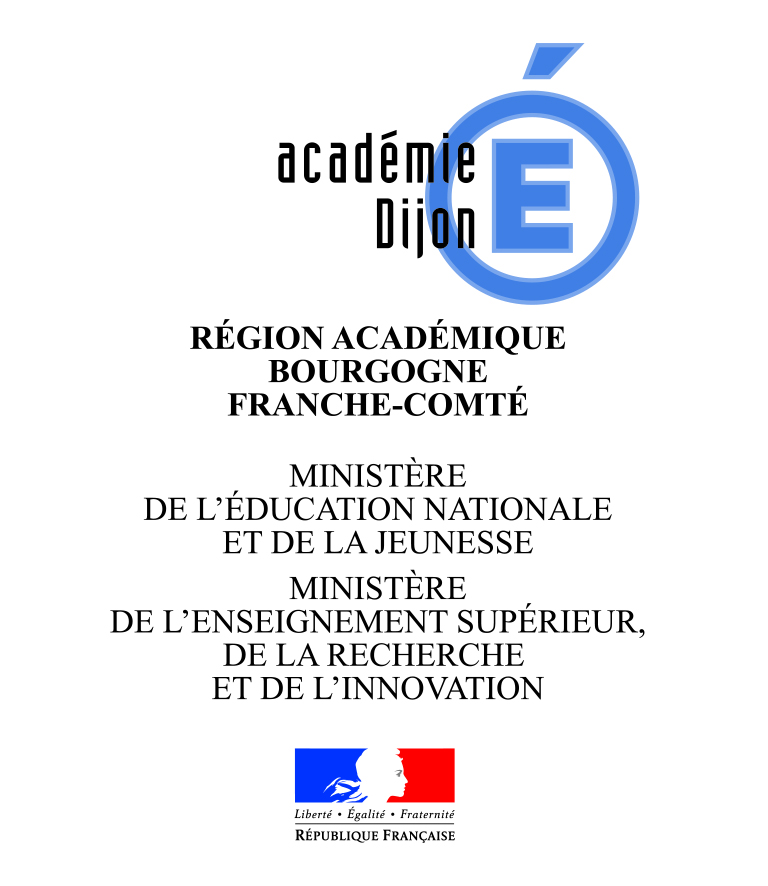 académie
Dijon
É
RÉGION ACADÉMIQUE
BOURGOGNE
FRANCHE-COMTÉ
MINISTÈRE
DE L’ÉDUCATION NATIONALE
ET DE LA JEUNESSE
MINISTÈRE
DE L’ENSEIGNEMENT SUPÉRIEUR,
DE LA RECHERCHE
ET DE L’INNOVATION
Liberté • Égalité • Fraternité
RÉPUBLIQUE FRANÇAISE